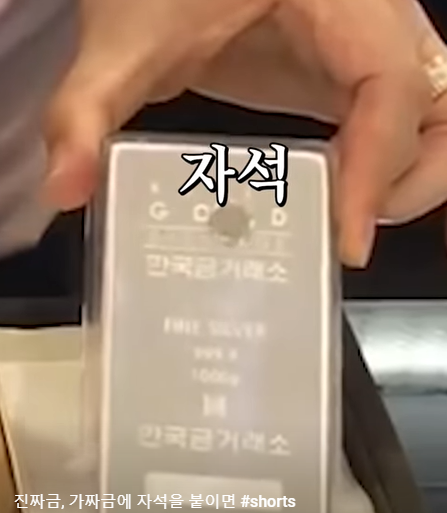 자석
GOLD
한국금거래소
FINE SILVER
999.9
1000g
한국금거래소
진짜금, 가짜금에 자석을 붙이면 #shorts